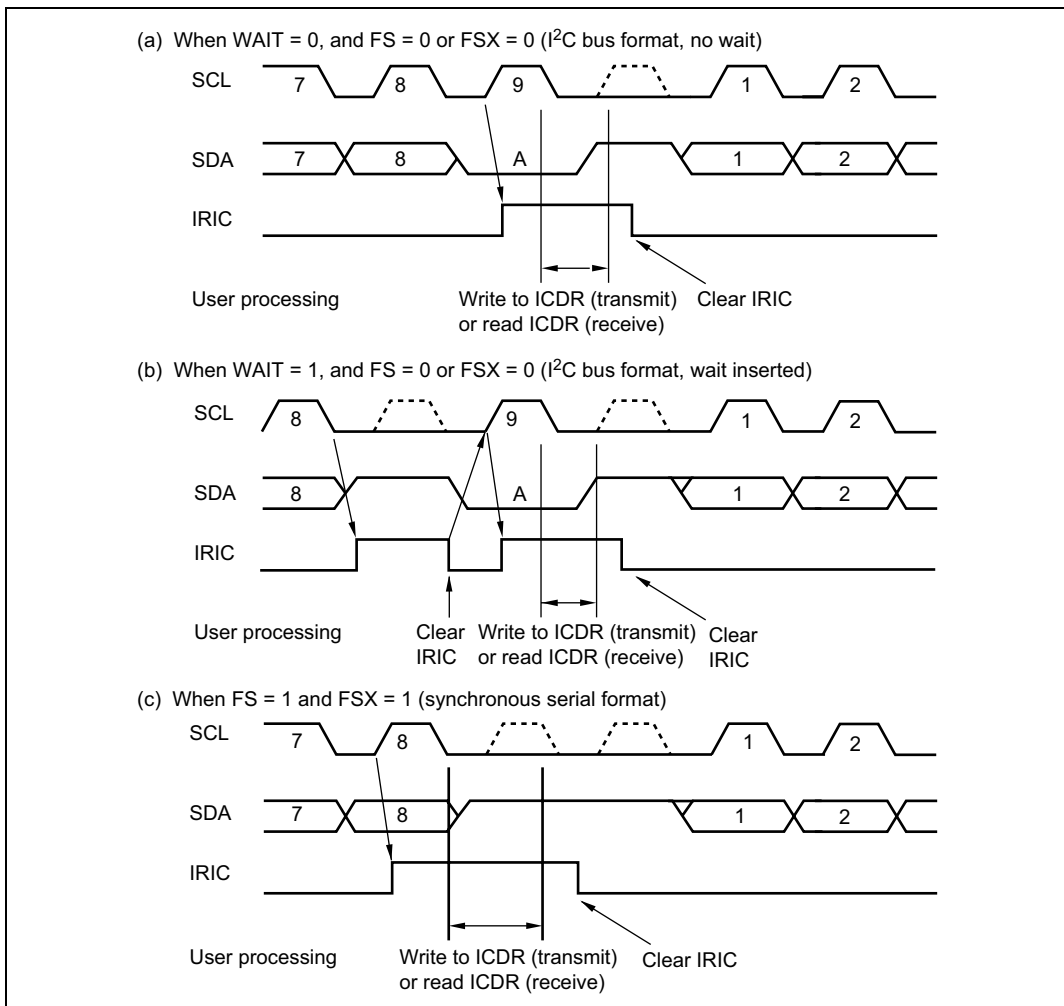 (a) When WAIT = 0, and FS = 0 or FSX = 0 (I²C bus format, no wait)
SCL
7 8 9 1 2
SDA
7 8 A 1 2
IRIC
User processing
Write to ICDR (transmit)
or read ICDR (receive)
Clear IRIC
(b) When WAIT = 1, and FS = 0 or FSX = 0 (I²C bus format, wait inserted)
SCL
8 9 1 2
SDA
8 A 1 2
IRIC
User processing
Clear
IRIC
Write to ICDR (transmit)
or read ICDR (receive)
Clear
IRIC
(c) When FS = 1 and FSX = 1 (synchronous serial format)
SCL
7 8 1 2
SDA
7 8 1 2
IRIC
User processing
Write to ICDR (transmit)
or read ICDR (receive)
Clear IRIC